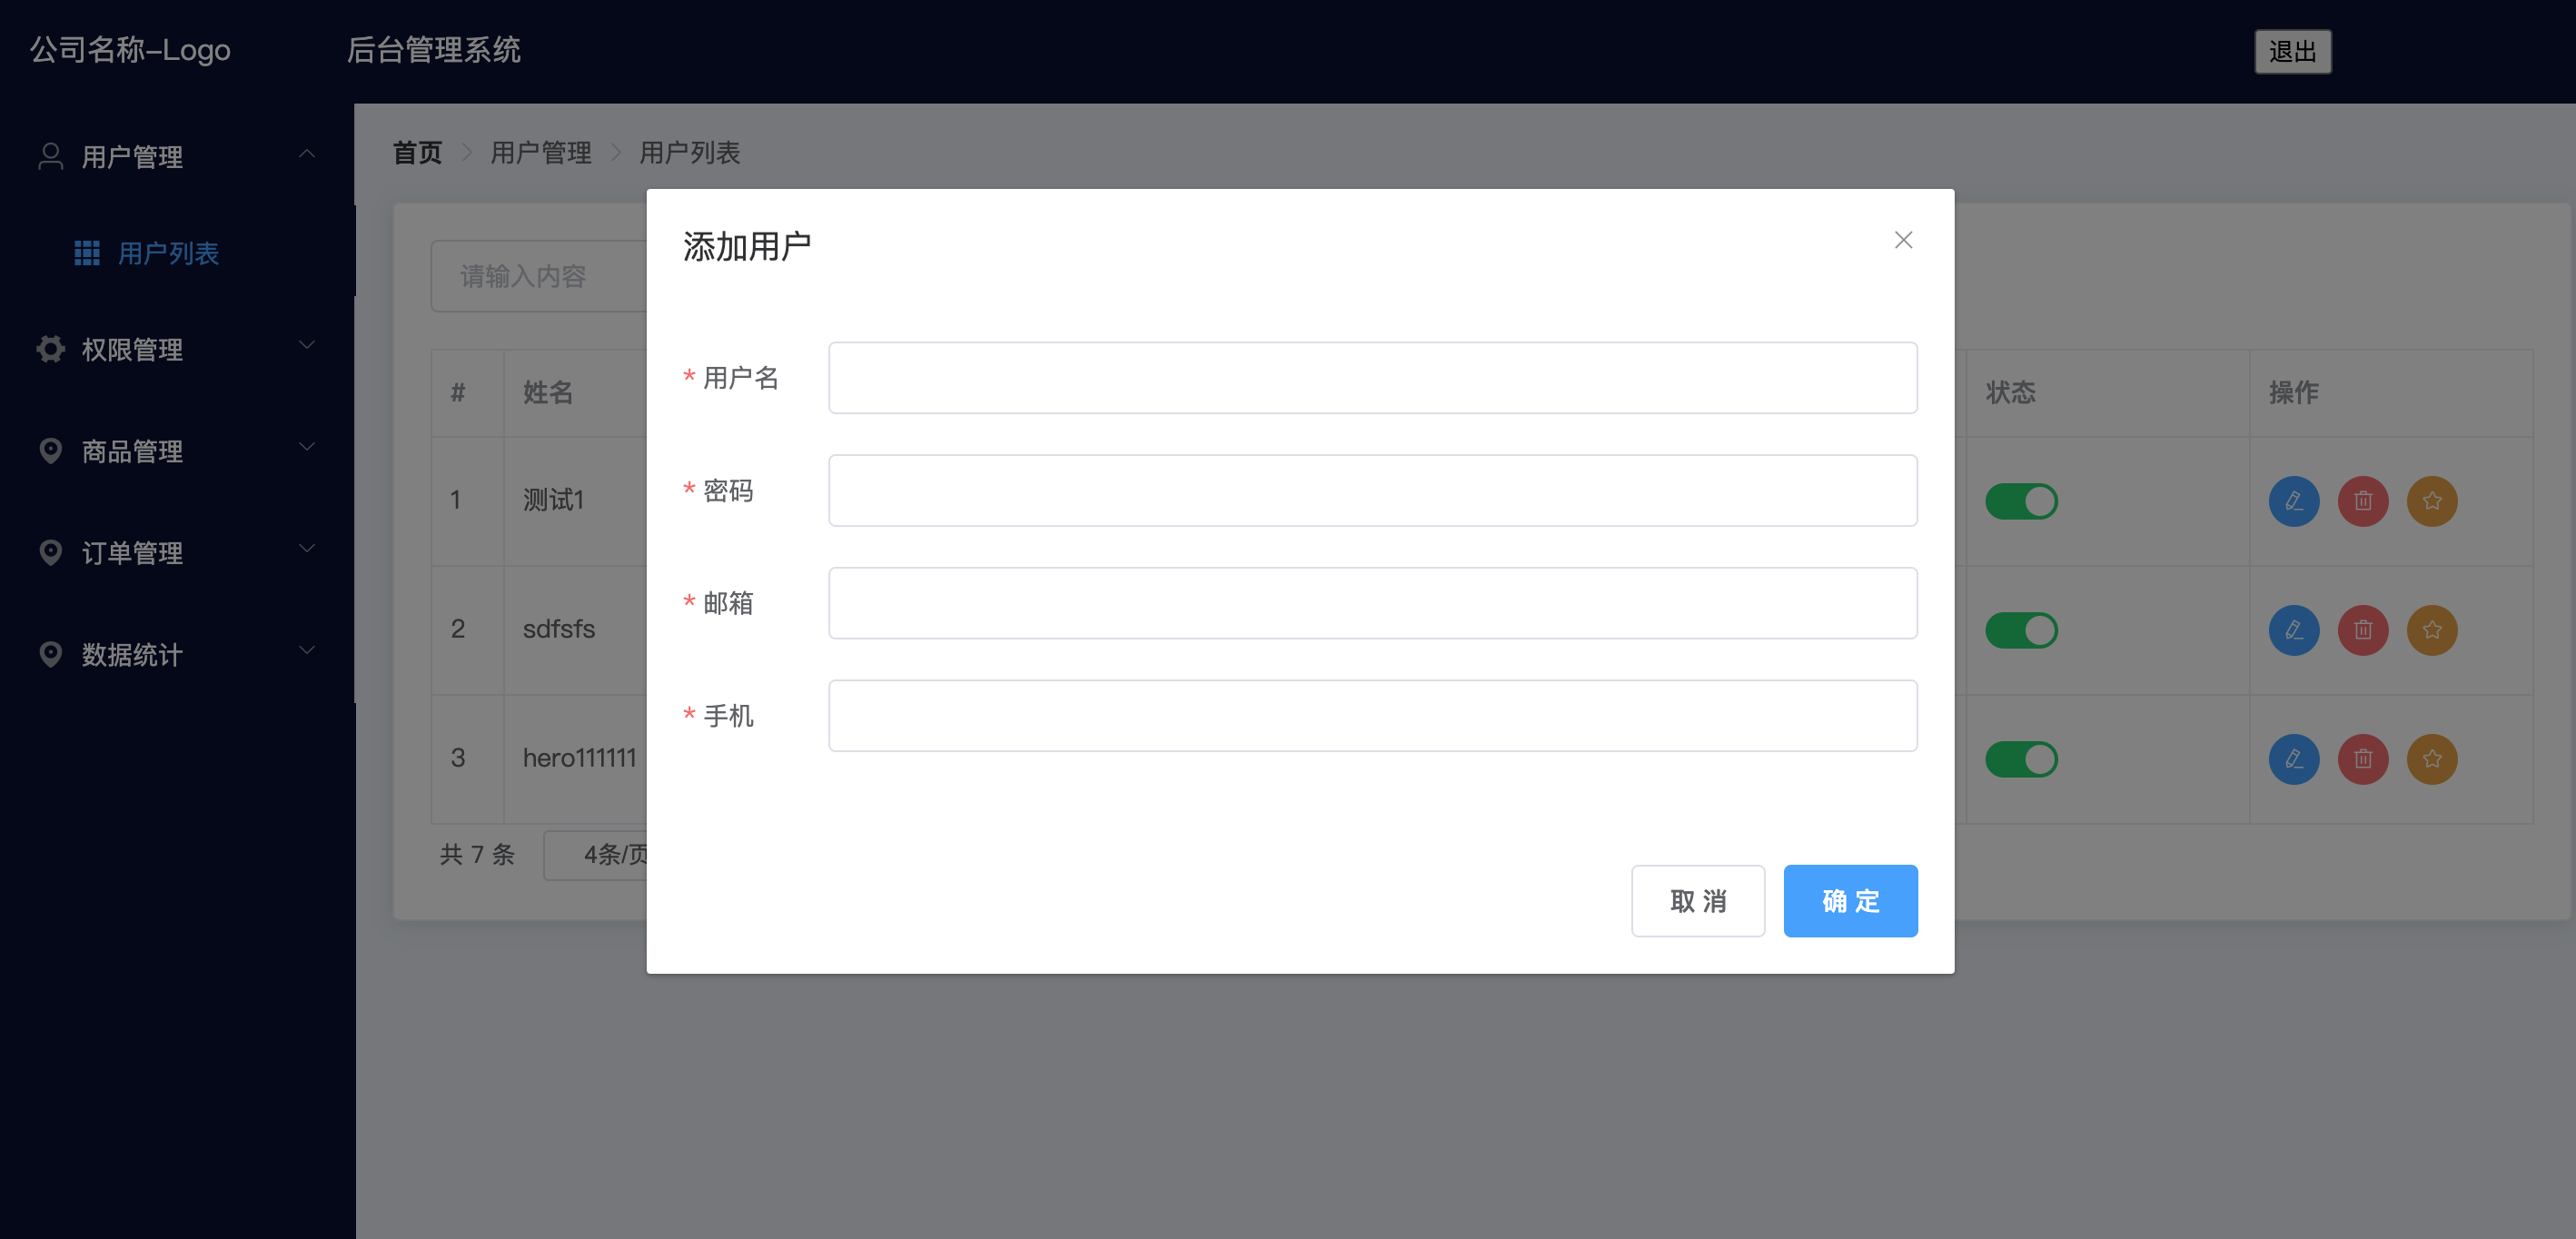 公司名称-Logo
后台管理系统
退出
用户管理
用户列表
权限管理
商品管理
订单管理
数据统计
首页 用户管理 用户列表
请输入内容
# 姓名 状态 操作
1 测试1
2 sdfsfs
3 hero111111
共 7 条 4条/页
添加用户
* 用户名
* 密码
* 邮箱
* 手机
取 消 确 定